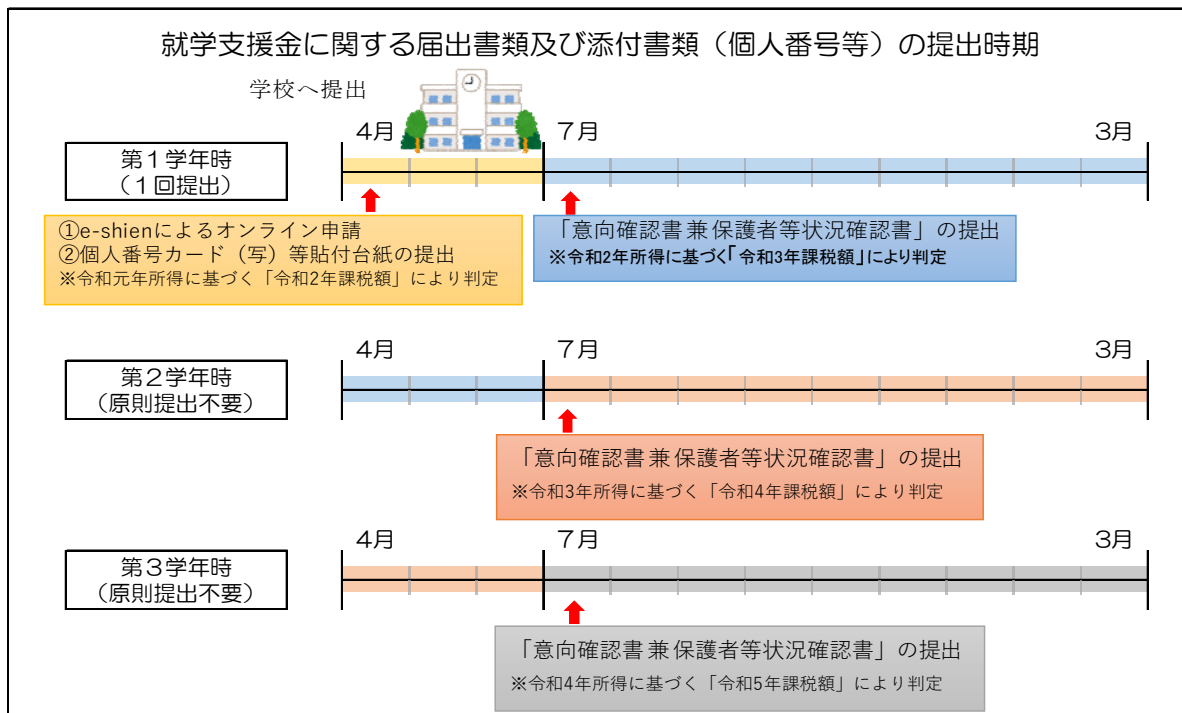 就学支援金に関する届出書類及び添付書類（個人番号等）の提出時期
学校へ提出
4月
7月
3月
第１学年時
（１回提出）
①e-shienによるオンライン申請
②個人番号カード（写）等貼付台紙の提出
※令和元年所得に基づく「令和2年課税額」により判定
「意向確認書兼保護者等状況確認書」の提出
※令和2年所得に基づく「令和3年課税額」により判定
4月
7月
3月
第２学年時
（原則提出不要）
「意向確認書兼保護者等状況確認書」の提出
※令和3年所得に基づく「令和4年課税額」により判定
4月
7月
3月
第３学年時
（原則提出不要）
「意向確認書兼保護者等状況確認書」の提出
※令和4年所得に基づく「令和5年課税額」により判定